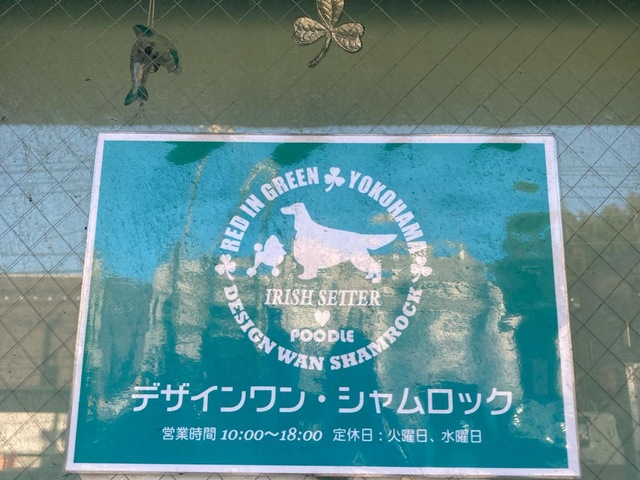 RED IN GREEN YOKOHAMA
IRISH SETTER
POODLE
DESIGN WAN SHAMROCK
デザインワン・シャムロック
営業時間 10:00〜18:00 定休日：火曜日、水曜日